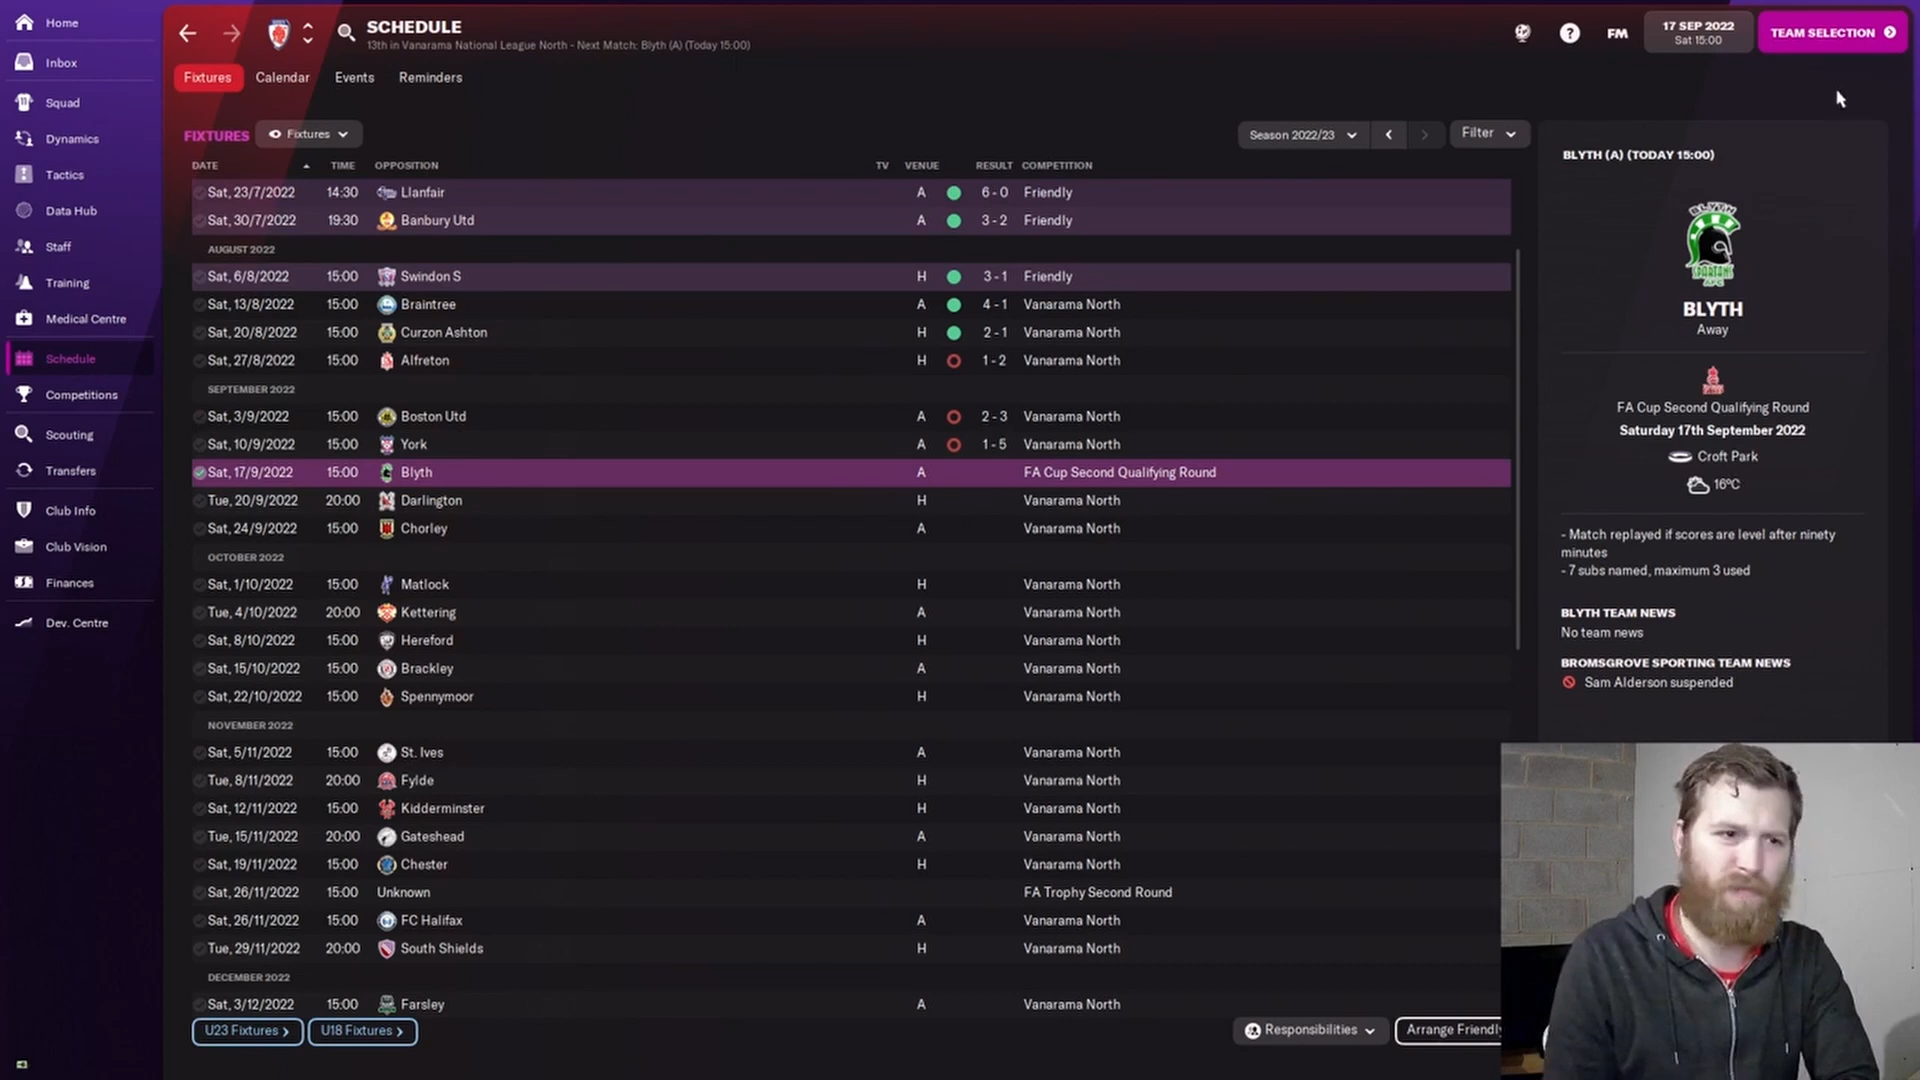 Home
Inbox
Squad
Dynamics
Tactics
Data Hub
Staff
Training
Medical Centre
Schedule
Competitions
Scouting
Transfers
Club Info
Club Vision
Finances
Dev. Centre
SCHEDULE
13th in Vanarama National League North - Next Match: Blyth (A) (Today 15:00)
FM
17 SEP 2022
Sat 15:00
TEAM SELECTION
Fixtures Calendar Events Reminders
FIXTURES Fixtures
Season 2022/23 Filter
DATE TIME OPPOSITION TV VENUE RESULT COMPETITION
Sat, 23/7/2022 14:30 Llanfair A 6 - 0 Friendly
Sat, 30/7/2022 19:30 Banbury Utd A 3 - 2 Friendly
AUGUST 2022
Sat, 6/8/2022 15:00 Swindon S H 3 - 1 Friendly
Sat, 13/8/2022 15:00 Braintree A 4 - 1 Vanarama North
Sat, 20/8/2022 15:00 Curzon Ashton H 2 - 1 Vanarama North
Sat, 27/8/2022 15:00 Alfreton H 1 - 2 Vanarama North
SEPTEMBER 2022
Sat, 3/9/2022 15:00 Boston Utd A 2 - 3 Vanarama North
Sat, 10/9/2022 15:00 York A 1 - 5 Vanarama North
Sat, 17/9/2022 15:00 Blyth A FA Cup Second Qualifying Round
Tue, 20/9/2022 20:00 Darlington H Vanarama North
Sat, 24/9/2022 15:00 Chorley A Vanarama North
OCTOBER 2022
Sat, 1/10/2022 15:00 Matlock H Vanarama North
Tue, 4/10/2022 20:00 Kettering A Vanarama North
Sat, 8/10/2022 15:00 Hereford H Vanarama North
Sat, 15/10/2022 15:00 Brackley A Vanarama North
Sat, 22/10/2022 15:00 Spennymoor H Vanarama North
NOVEMBER 2022
Sat, 5/11/2022 15:00 St. Ives A Vanarama North
Tue, 8/11/2022 20:00 Fylde H Vanarama North
Sat, 12/11/2022 15:00 Kidderminster H Vanarama North
Tue, 15/11/2022 20:00 Gateshead A Vanarama North
Sat, 19/11/2022 15:00 Chester H Vanarama North
Sat, 26/11/2022 15:00 Unknown FA Trophy Second Round
Sat, 26/11/2022 15:00 FC Halifax A Vanarama North
Tue, 29/11/2022 20:00 South Shields H Vanarama North
DECEMBER 2022
Sat, 3/12/2022 15:00 Farsley A Vanarama North
U23 Fixtures U18 Fixtures
Responsibilities Arrange Friendly
BLYTH (A) (TODAY 15:00)
BLYTH
SPARTANS
AFC
BLYTH
Away
FA Cup Second Qualifying Round
Saturday 17th September 2022
Croft Park
16°C
- Match replayed if scores are level after ninety
minutes
- 7 subs named, maximum 3 used
BLYTH TEAM NEWS
No team news
BROMSGROVE SPORTING TEAM NEWS
Sam Alderson suspended